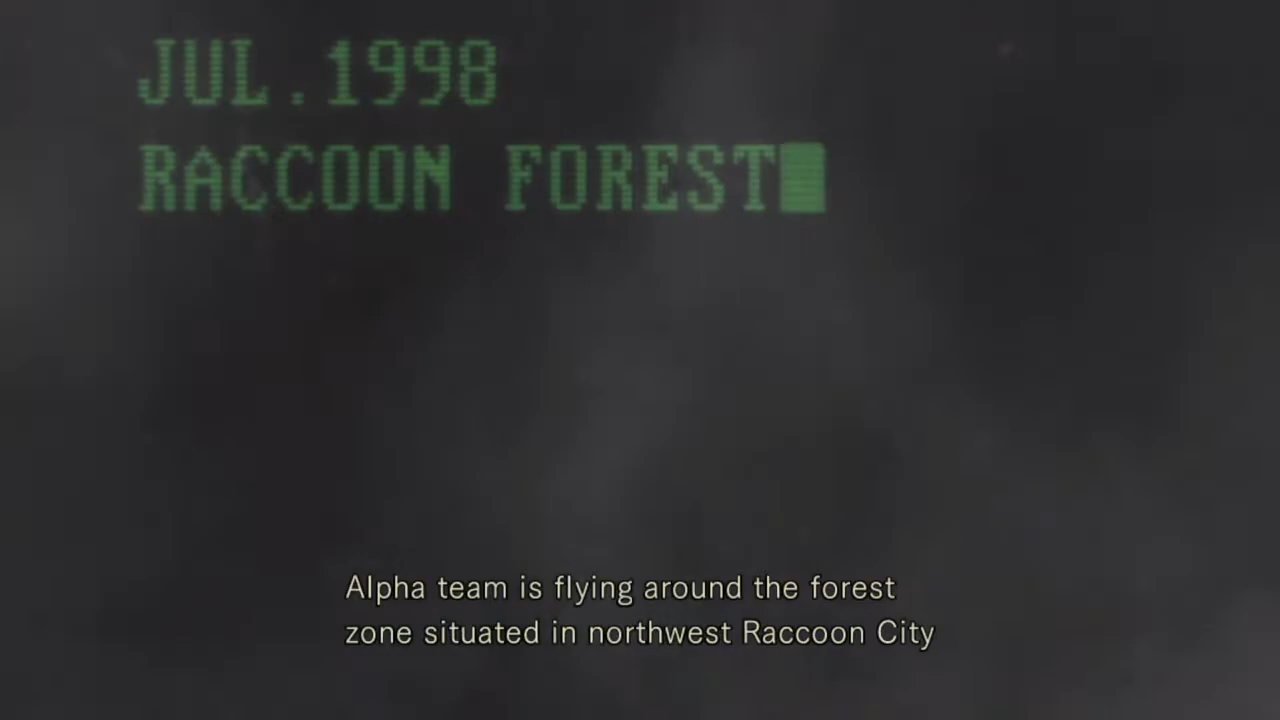 JUL.1998
RACCOON FOREST
Alpha team is flying around the forest
zone situated in northwest Raccoon City